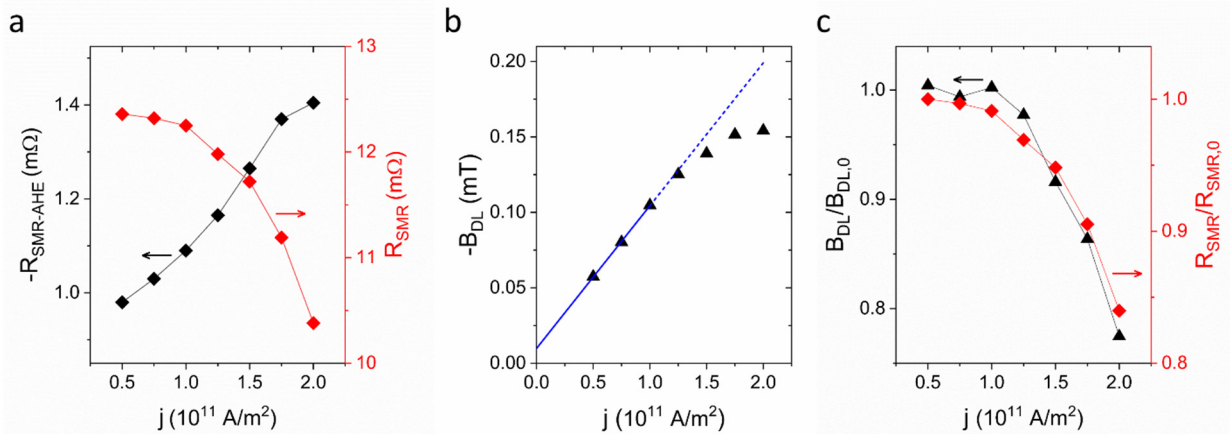 a
-R_SMR-AHE (mΩ)
1.4
1.2
1.0
13
12
11
10
R_SMR (mΩ)
0.5 1.0 1.5 2.0
j (10^11 A/m^2)
b
-B_DL (mT)
0.20
0.15
0.10
0.05
0.00
0.0 0.5 1.0 1.5 2.0
j (10^11 A/m^2)
c
B_DL/B_DL,0
1.0
0.9
0.8
1.0
0.9
0.8
R_SMR/R_SMR,0
0.5 1.0 1.5 2.0
j (10^11 A/m^2)